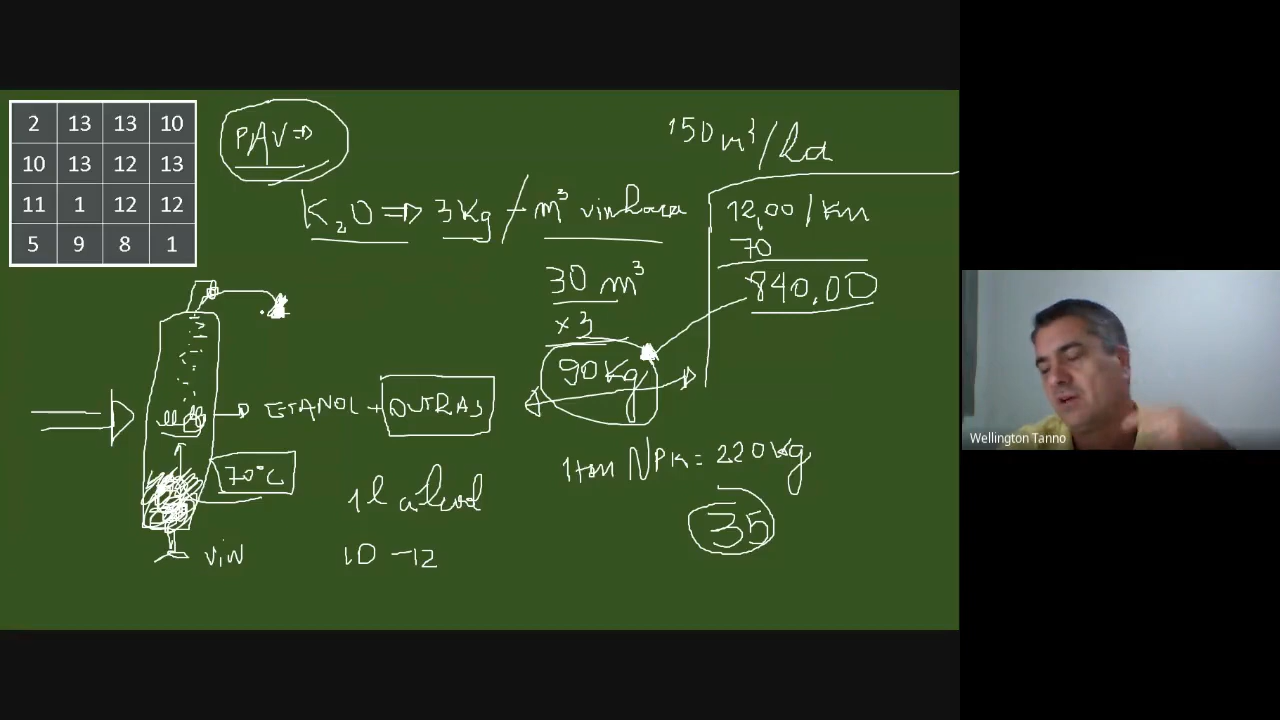 2 13 13 10
10 13 12 13
11 1 12 12
5 9 8 1
PAV⇒
150 m³/ha
K₂O ⇒ 3 Kg / m³ vinhaça
12,00 / Km
70
840,00
30 m³
x 3
90 Kg
ETANOL + OUTRAS
70°C
1 ton NPK = 220 Kg
35
1 l alcool
10 - 12
vin
Wellington Tanno